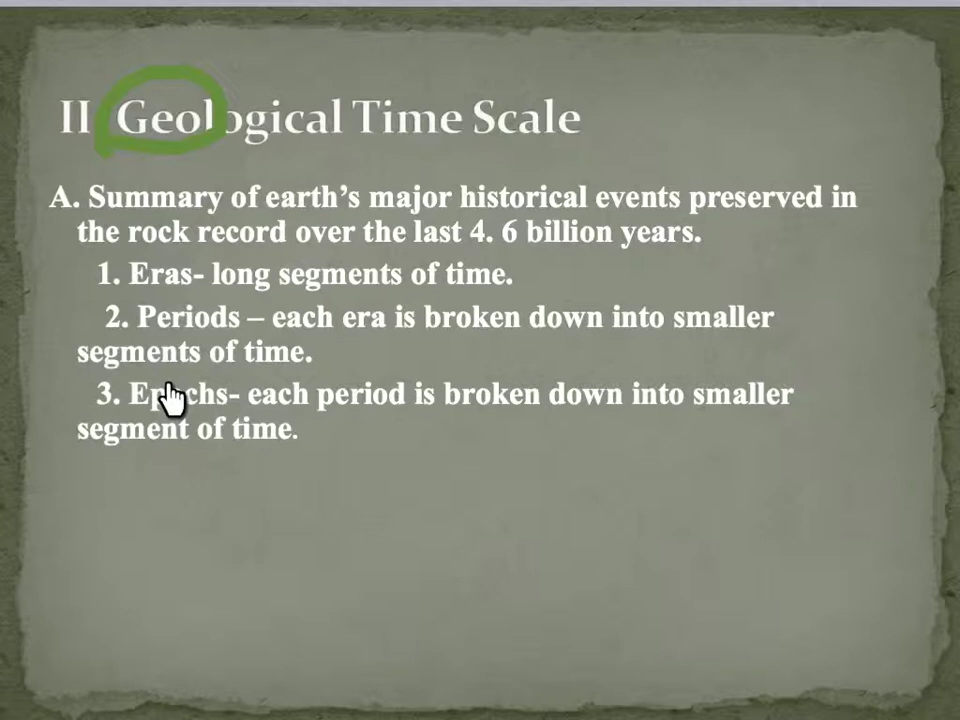 II Geological Time Scale
A. Summary of earth's major historical events preserved in
the rock record over the last 4. 6 billion years.
1. Eras- long segments of time.
2. Periods – each era is broken down into smaller
segments of time.
3. Epochs- each period is broken down into smaller
segment of time.